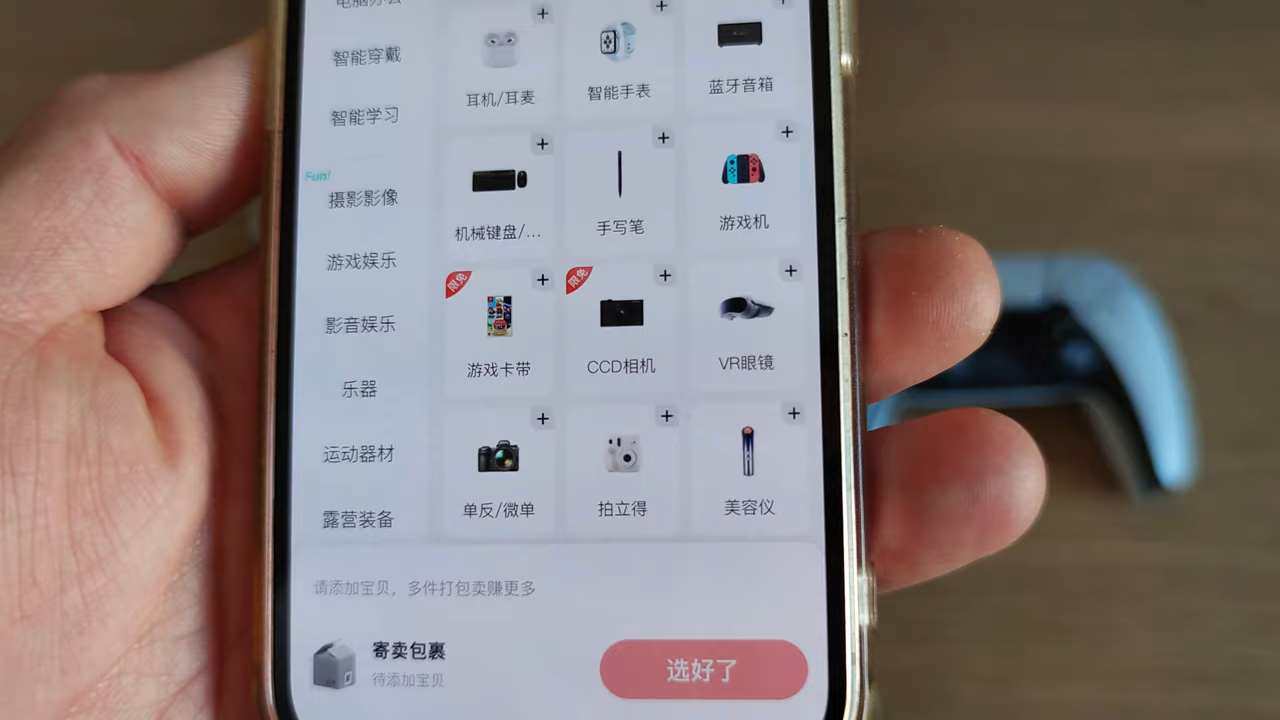 电脑办公
智能穿戴
智能学习
Fun!
摄影影像
游戏娱乐
影音娱乐
乐器
运动器材
露营装备
耳机/耳麦
智能手表
蓝牙音箱
机械键盘/...
手写笔
游戏机
限免
游戏卡带
限免
CCD相机
VR眼镜
单反/微单
拍立得
美容仪
请添加宝贝，多件打包卖赚更多
寄卖包裹
待添加宝贝
选好了